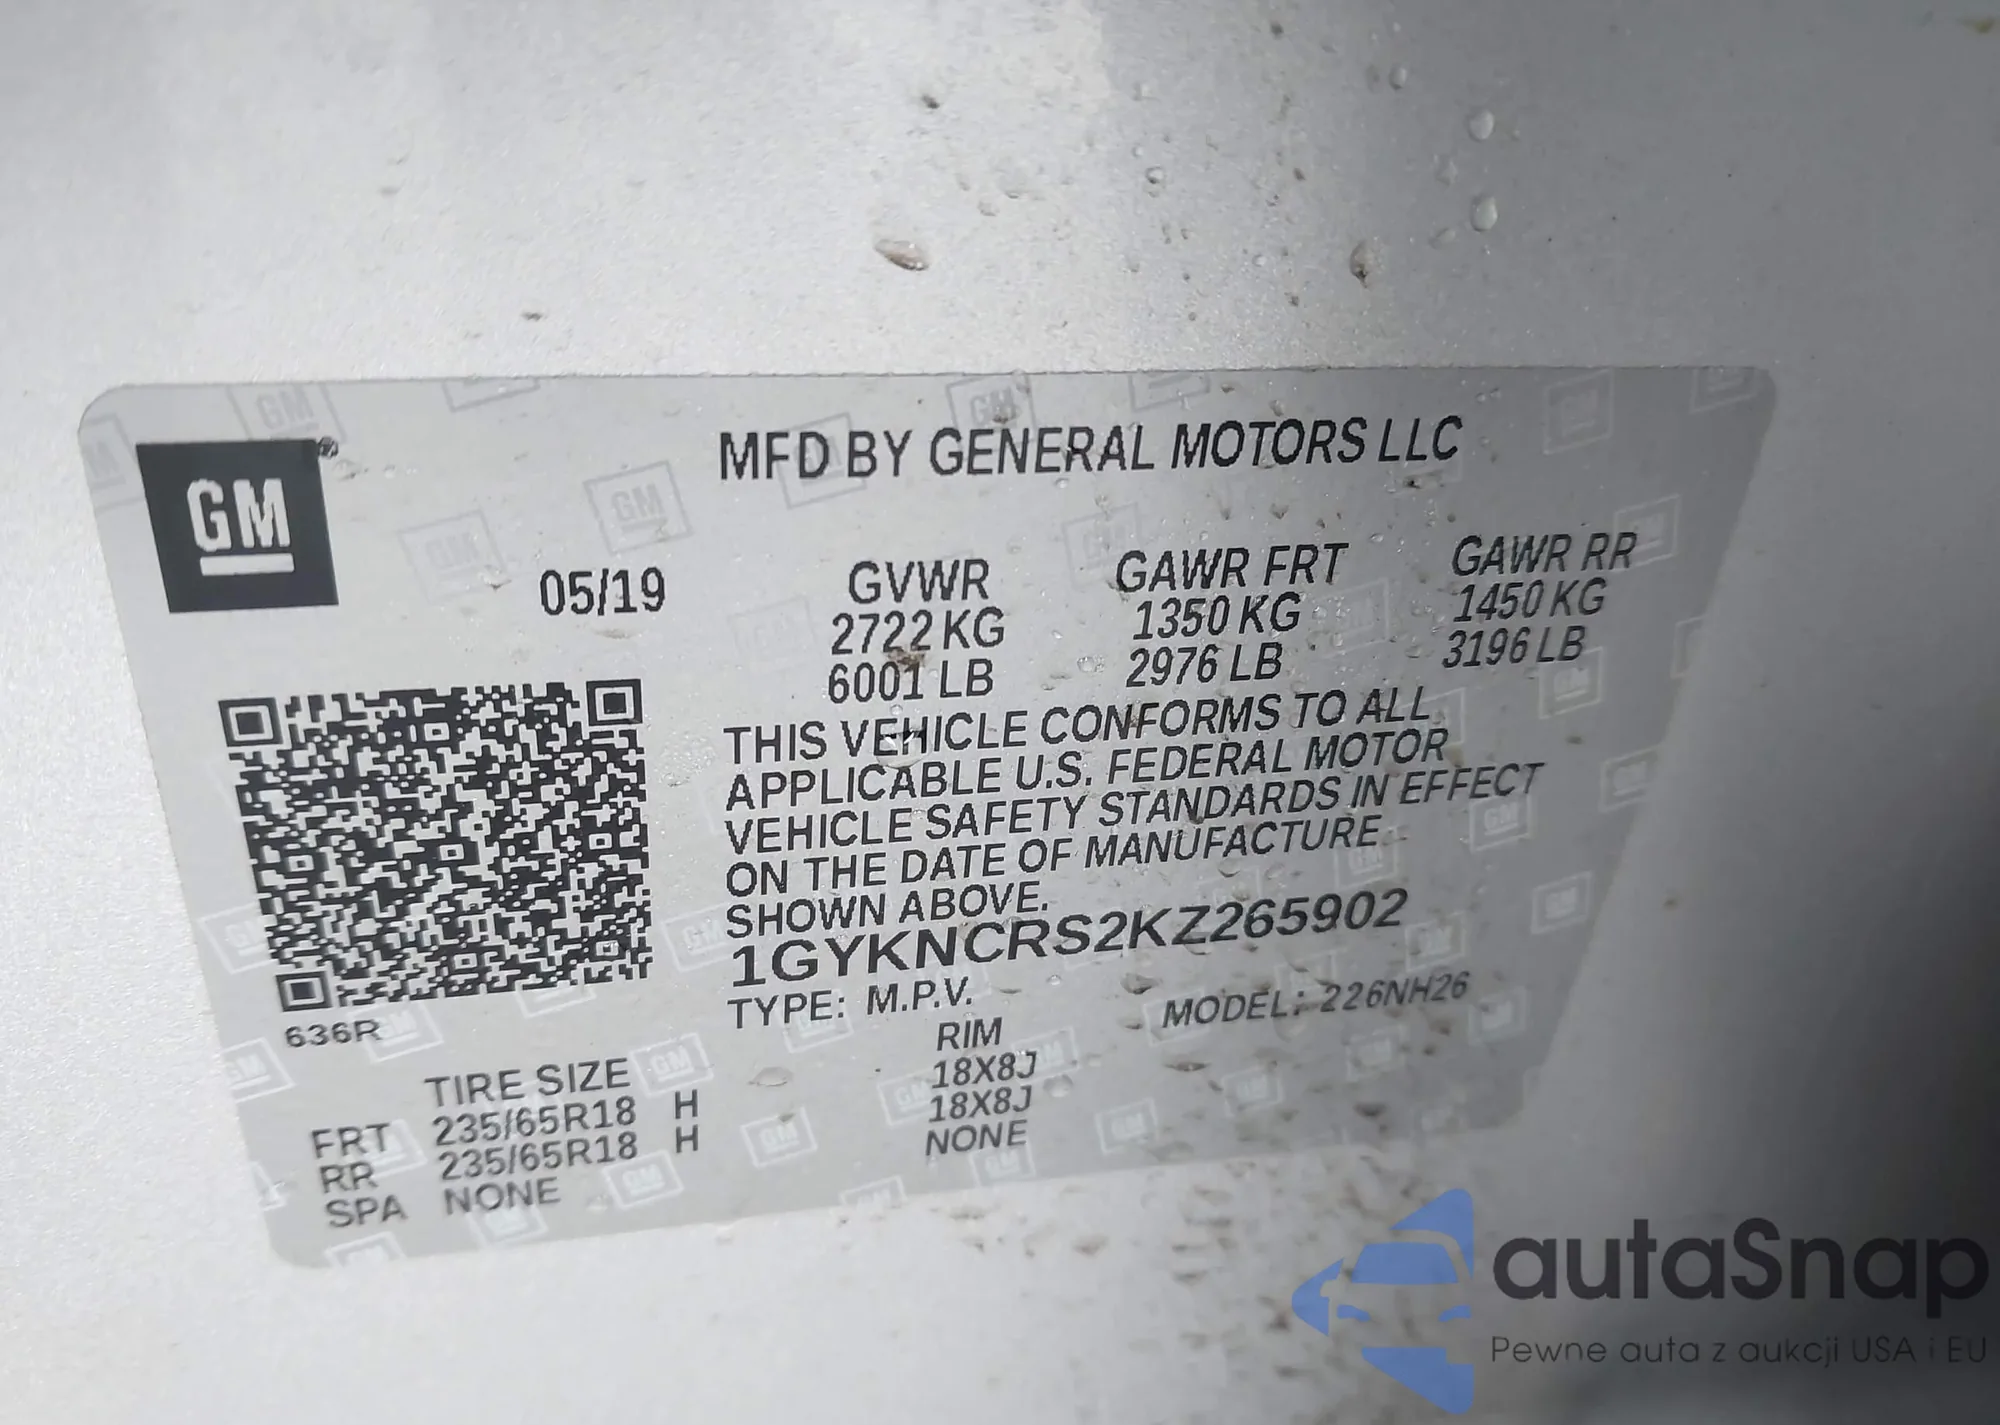 GM
MFD BY GENERAL MOTORS LLC
05/19
GVWR GAWR FRT GAWR RR
2722 KG 1350 KG 1450 KG
6001 LB 2976 LB 3196 LB
THIS VEHICLE CONFORMS TO ALL
APPLICABLE U.S. FEDERAL MOTOR
VEHICLE SAFETY STANDARDS IN EFFECT
ON THE DATE OF MANUFACTURE
SHOWN ABOVE.
1GYKNCRS2KZ265902
TYPE: M.P.V. MODEL: 226NH26
636R
TIRE SIZE RIM
FRT 235/65R18 H 18X8J
RR 235/65R18 H 18X8J
SPA NONE NONE
autaSnap
Pewne auta z aukcji USA i EU